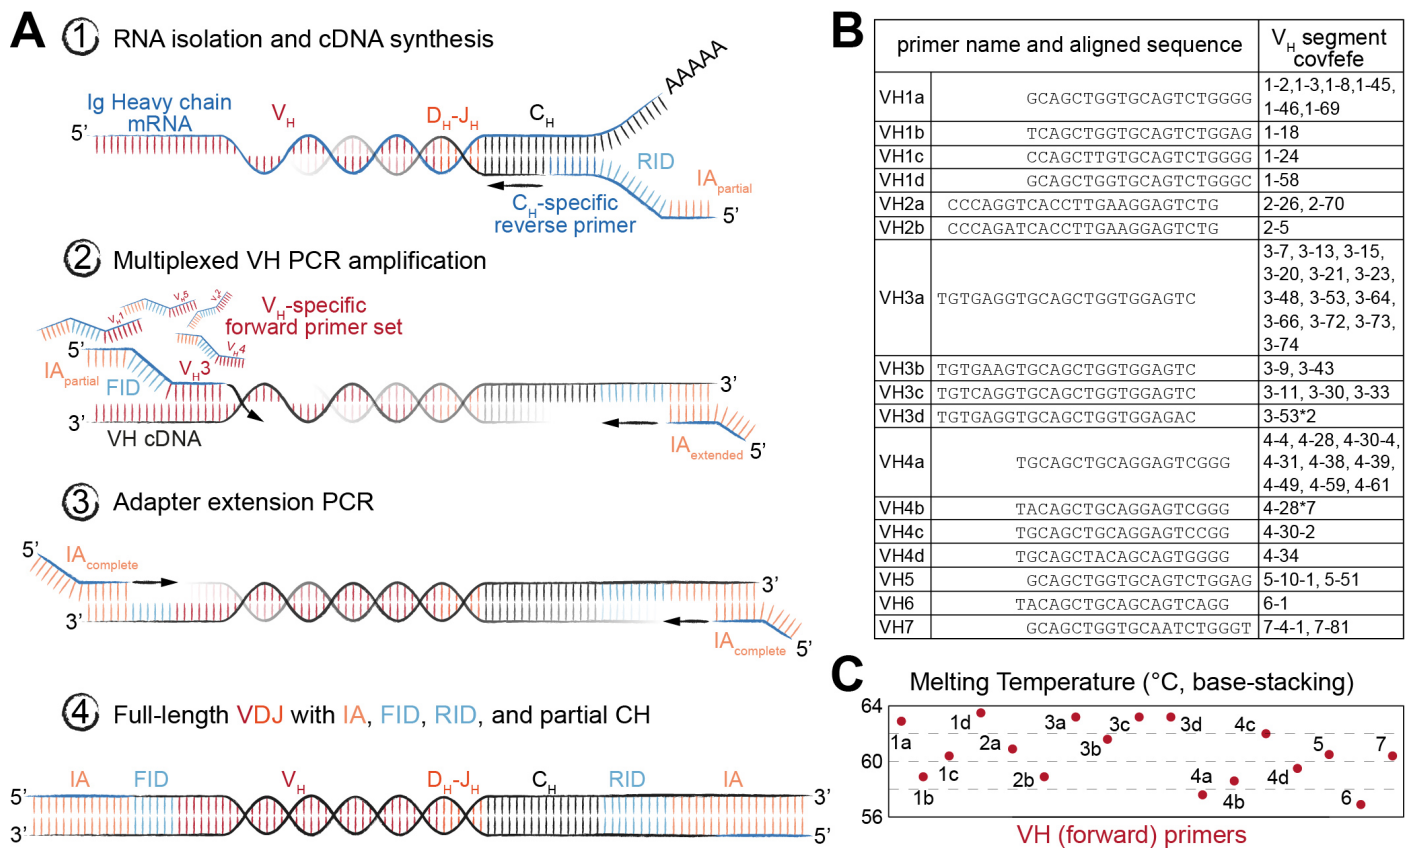 A
1 RNA isolation and cDNA synthesis
AAAAA
Ig Heavy chain
mRNA
VH
DH-JH
CH
5’
RID
IApartial
5’
CH-specific
reverse primer
2 Multiplexed VH PCR amplification
VH5
VH2
VH1
VH4
VH-specific
forward primer set
5’
IApartial
FID
VH3
3’
3’
VH cDNA
IAextended
5’
3 Adapter extension PCR
5’
IAcomplete
3’
3’
IAcomplete
5’
4 Full-length VDJ with IA, FID, RID, and partial CH
IA FID VH DH-JH CH RID IA
5’ 3’
3’ 5’
B
primer name and aligned sequence VH segment
covfefe
VH1a GCAGCTGGTGCAGTCTGGGG 1-2,1-3,1-8,1-45,
1-46,1-69
VH1b TCAGCTGGTGCAGTCTGGAG 1-18
VH1c CCAGCTTGTGCAGTCTGGGG 1-24
VH1d GCAGCTGGTGCAGTCTGGGC 1-58
VH2a CCCAGGTCACCTTGAAGGAGTCTG 2-26, 2-70
VH2b CCCAGATCACCTTGAAGGAGTCTG 2-5
VH3a TGTGAGGTGCAGCTGGTGGAGTC 3-7, 3-13, 3-15,
3-20, 3-21, 3-23,
3-48, 3-53, 3-64,
3-66, 3-72, 3-73,
3-74
VH3b TGTGAAGTGCAGCTGGTGGAGTC 3-9, 3-43
VH3c TGTCAGGTGCAGCTGGTGGAGTC 3-11, 3-30, 3-33
VH3d TGTGAGGTGCAGCTGGTGGAGAC 3-53*2
VH4a TGCAGCTGCAGGAGTCGGG 4-4, 4-28, 4-30-4,
4-31, 4-38, 4-39,
4-49, 4-59, 4-61
VH4b TACAGCTGCAGGAGTCGGG 4-28*7
VH4c TGCAGCTGCAGGAGTCCGG 4-30-2
VH4d TGCAGCTACAGCAGTGGGG 4-34
VH5 GCAGCTGGTGCAGTCTGGAG 5-10-1, 5-51
VH6 TACAGCTGCAGCAGTCAGG 6-1
VH7 GCAGCTGGTGCAATCTGGGT 7-4-1, 7-81
C
Melting Temperature (°C, base-stacking)
64
60
56
1a
1b
1c
1d
2a
2b
3a
3b
3c
3d
4a
4b
4c
4d
5
6
7
VH (forward) primers